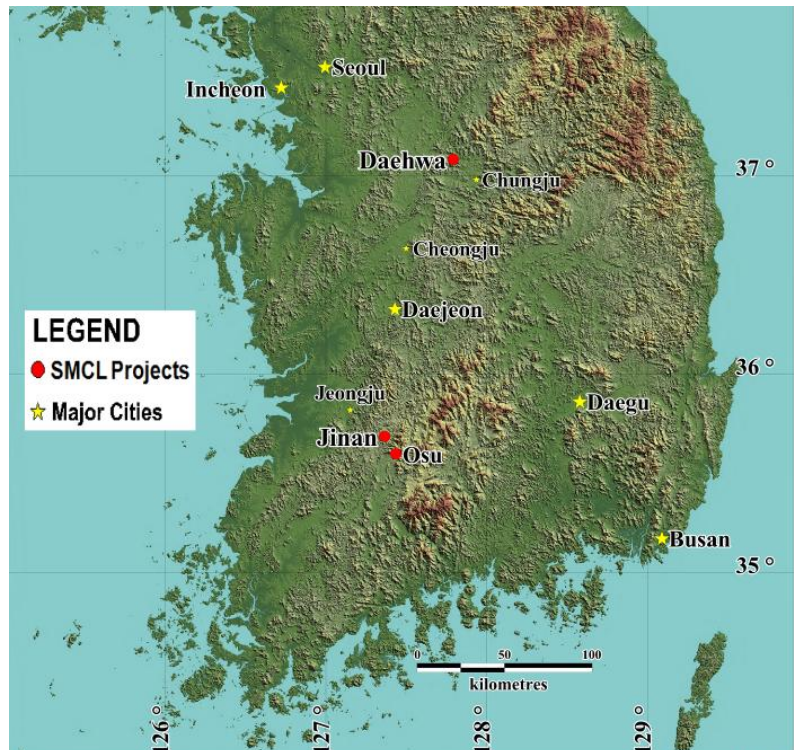 Seoul
Incheon
Daehwa
37 °
Chungju
Cheongju
Daejeon
LEGEND
SMCL Projects
Major Cities
36 °
Jeongju
Daegu
Jinan
Osu
Busan
35 °
0 50 100
kilometres
126 °
127 °
128 °
129 °